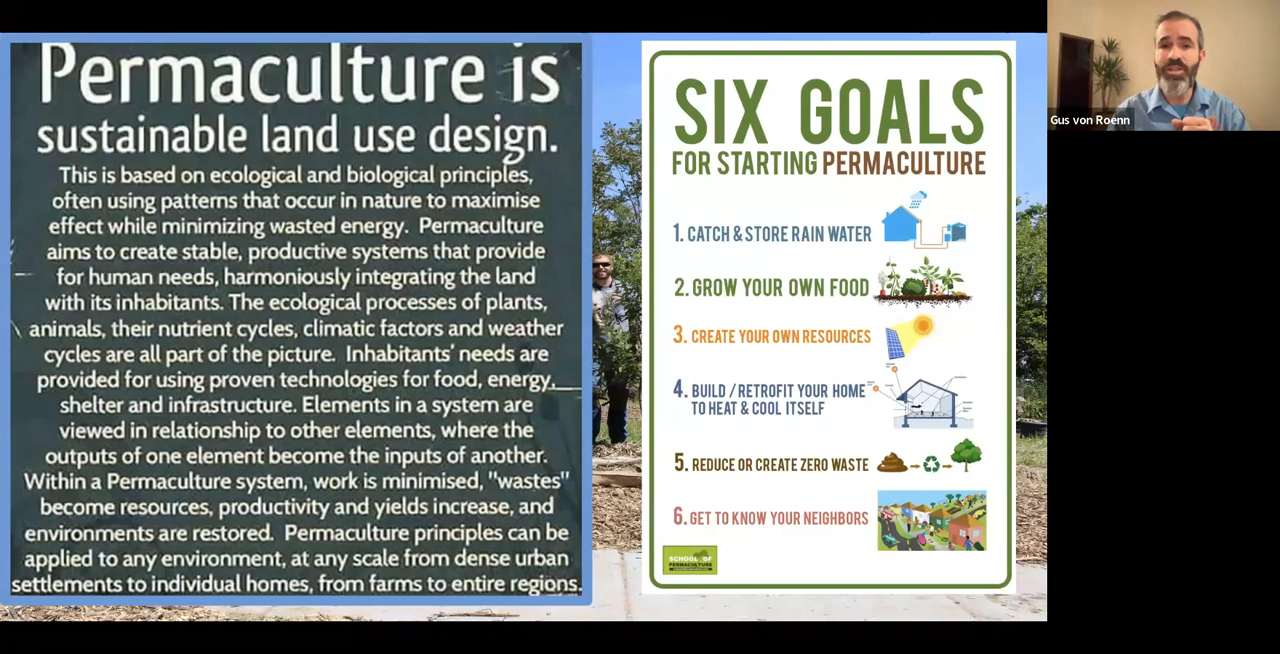 Permaculture is
sustainable land use design.
This is based on ecological and biological principles,
often using patterns that occur in nature to maximise
effect while minimizing wasted energy. Permaculture
aims to create stable, productive systems that provide
for human needs, harmoniously integrating the land
with its inhabitants. The ecological processes of plants,
animals, their nutrient cycles, climatic factors and weather
cycles are all part of the picture. Inhabitants' needs are
provided for using proven technologies for food, energy,
shelter and infrastructure. Elements in a system are
viewed in relationship to other elements, where the
outputs of one element become the inputs of another.
Within a Permaculture system, work is minimised, "wastes"
become resources, productivity and yields increase, and
environments are restored. Permaculture principles can be
applied to any environment, at any scale from dense urban
settlements to individual homes, from farms to entire regions.
SIX GOALS
FOR STARTING PERMACULTURE
1. CATCH & STORE RAIN WATER
2. GROW YOUR OWN FOOD
3. CREATE YOUR OWN RESOURCES
4. BUILD / RETROFIT YOUR HOME
TO HEAT & COOL ITSELF
5. REDUCE OR CREATE ZERO WASTE
6. GET TO KNOW YOUR NEIGHBORS
SCHOOL OF
PERMACULTURE
Gus von Roenn